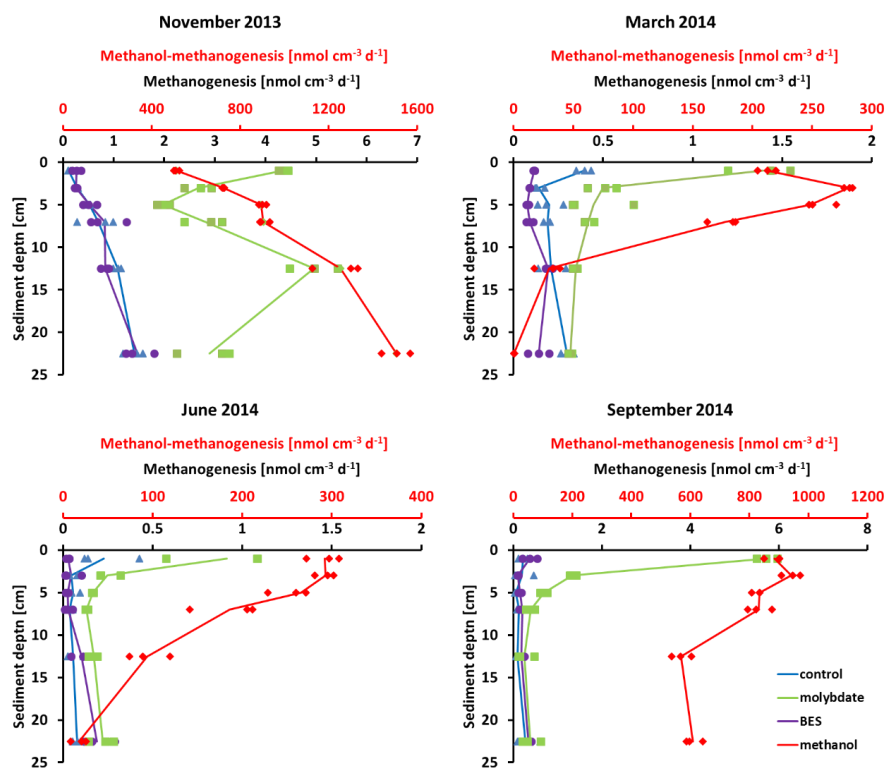 November 2013
Methanol-methanogenesis [nmol cm-3 d-1]
Methanogenesis [nmol cm-3 d-1]
0 400 800 1200 1600
0 1 2 3 4 5 6 7
0
5
10
15
20
25
Sediment deptn [cm]
March 2014
Methanol-methanogenesis [nmol cm-3 d-1]
Methanogenesis [nmol cm-3 d-1]
0 50 100 150 200 250 300
0 0.5 1 1.5 2
0
5
10
15
20
25
Sediment deptn [cm]
June 2014
Methanol-methanogenesis [nmol cm-3 d-1]
Methanogenesis [nmol cm-3 d-1]
0 100 200 300 400
0 0.5 1 1.5 2
0
5
10
15
20
25
Sediment deptn [cm]
September 2014
Methanol-methanogenesis [nmol cm-3 d-1]
Methanogenesis [nmol cm-3 d-1]
0 200 400 600 800 1000 1200
0 2 4 6 8
0
5
10
15
20
25
Sediment deptn [cm]
control
molybdate
BES
methanol